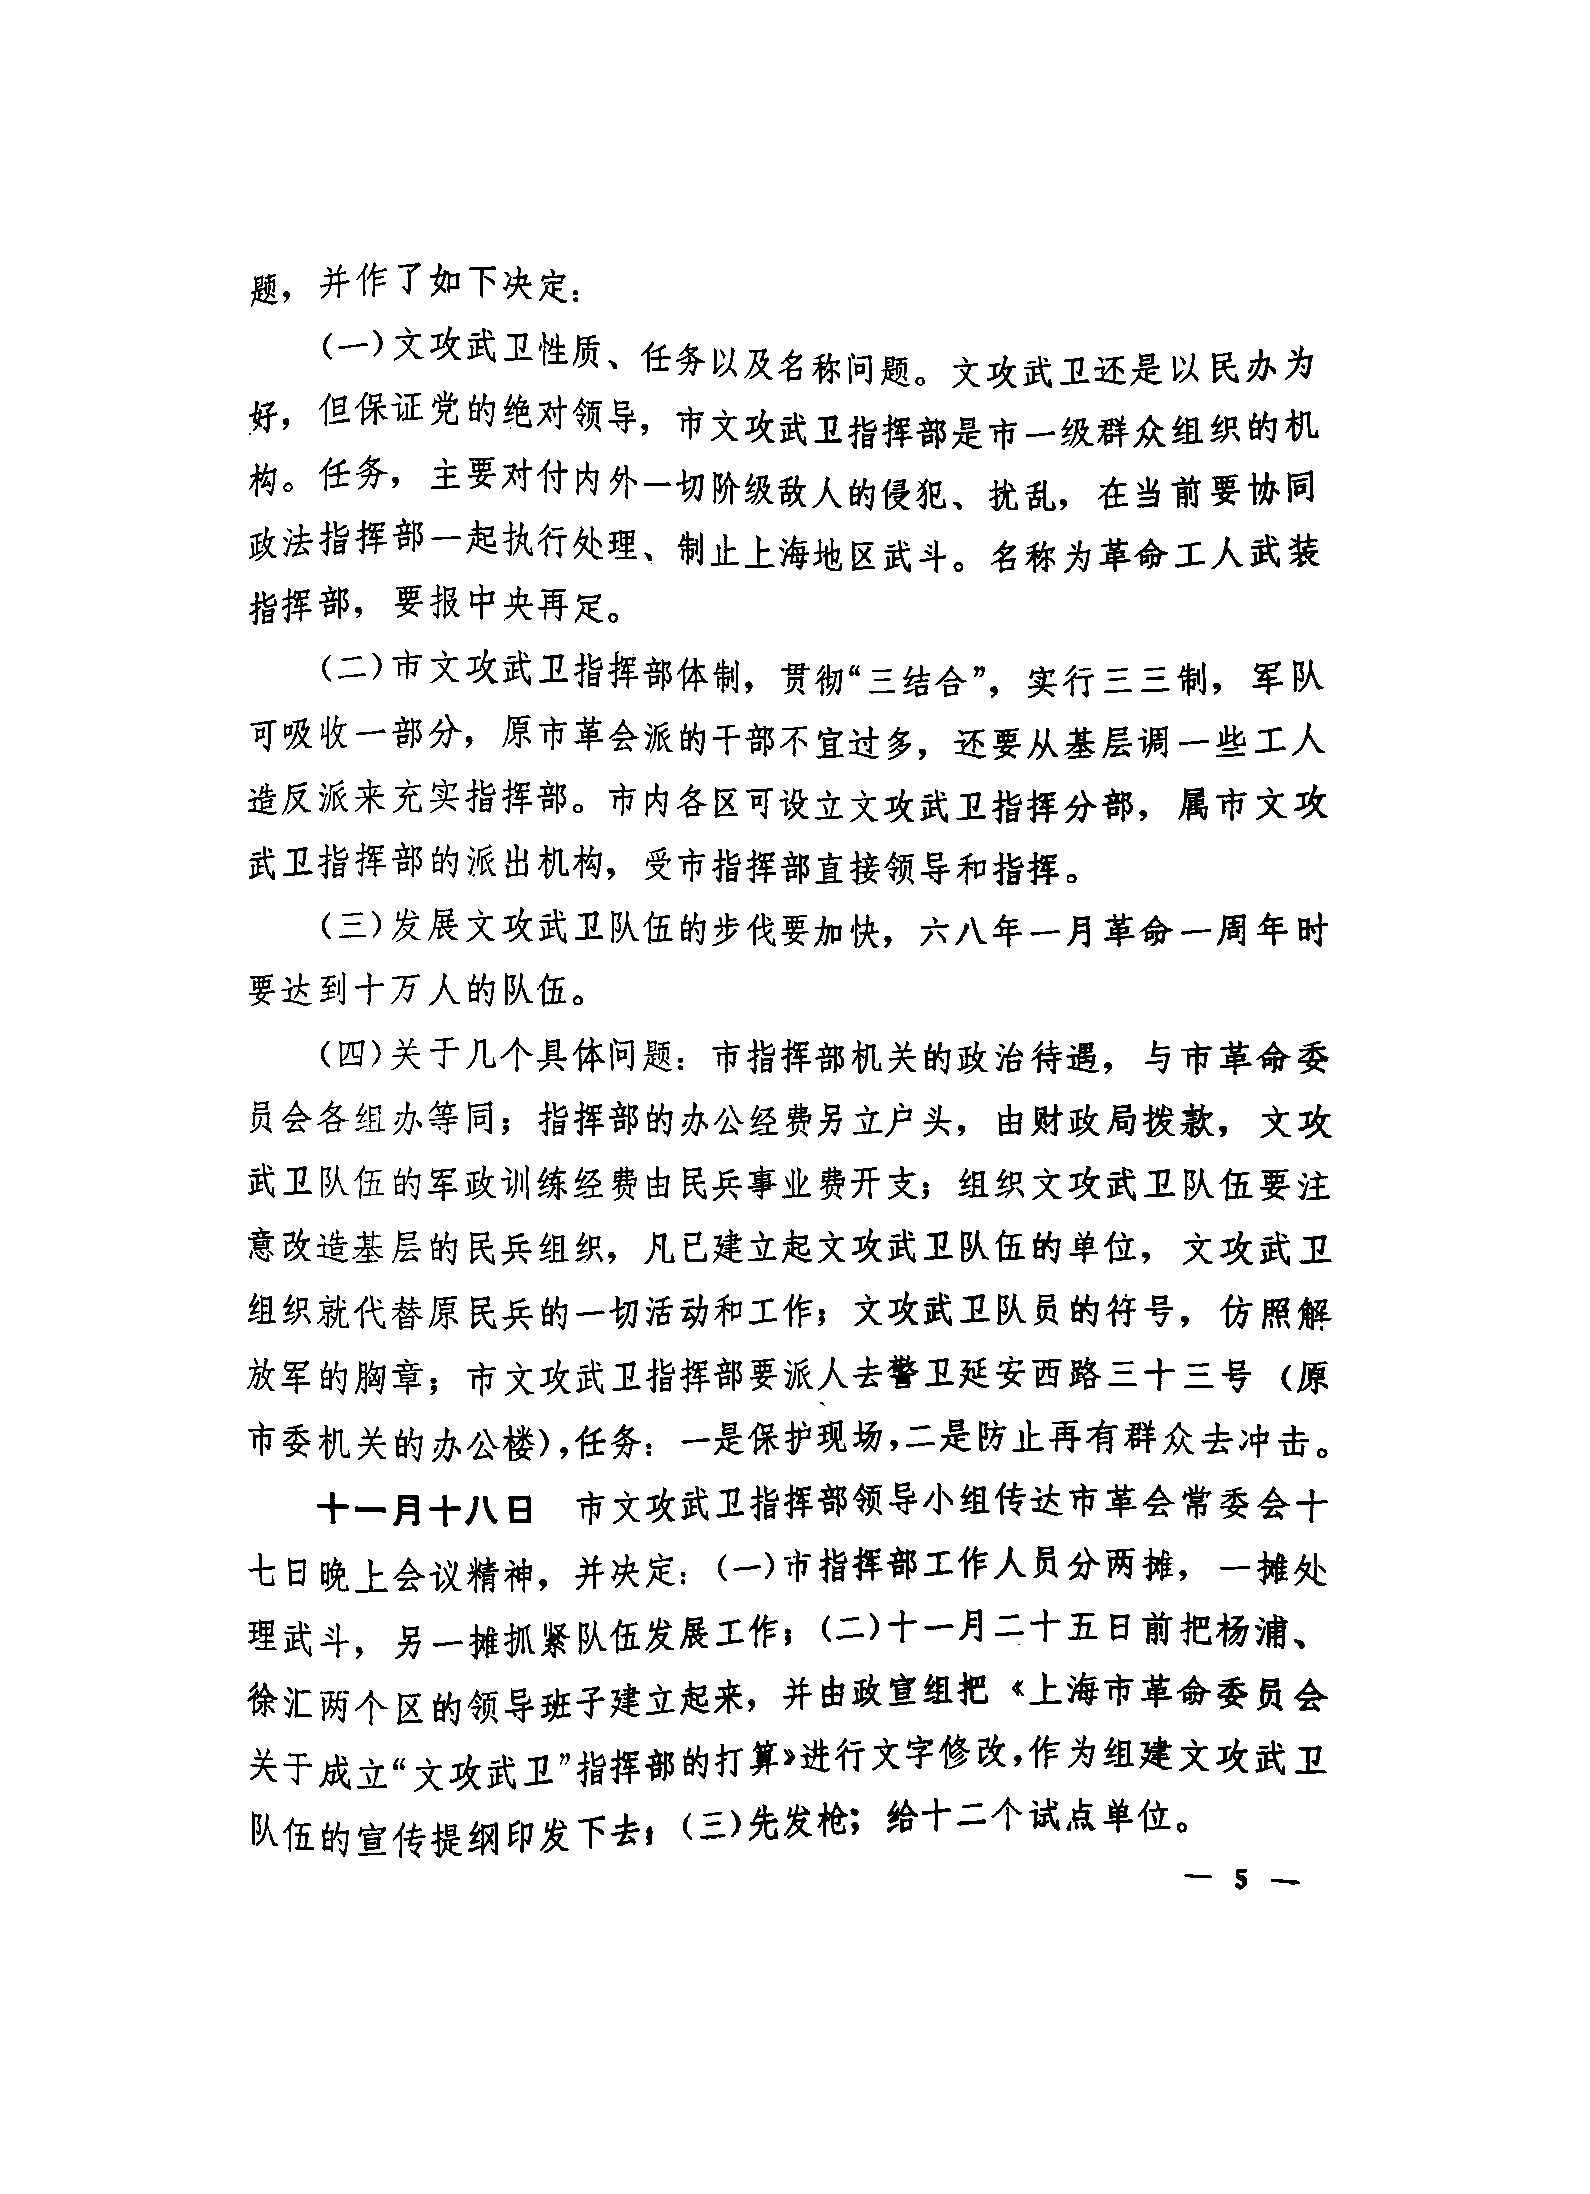 题，并作了如下决定：
（一）文攻武卫性质、任务以及名称问题。文攻武卫还是以民办为
好，但保证党的绝对领导，市文攻武卫指挥部是市一级群众组织的机
构。任务，主要对付内外一切阶级敌人的侵犯、扰乱，在当前要协同
政法指挥部一起执行处理、制止上海地区武斗。名称为革命工人武装
指挥部，要报中央再定。
（二）市文攻武卫指挥部体制，贯彻“三结合”，实行三三制，军队
可吸收一部分，原市革会派的干部不宜过多，还要从基层调一些工人
造反派来充实指挥部。市内各区可设立文攻武卫指挥分部，属市文攻
武卫指挥部的派出机构，受市指挥部直接领导和指挥。
（三）发展文攻武卫队伍的步伐要加快，六八年一月革命一周年时
要达到十万人的队伍。
（四）关于几个具体问题：市指挥部机关的政治待遇，与市革命委
员会各组办等同；指挥部的办公经费另立户头，由财政局拨款，文攻
武卫队伍的军政训练经费由民兵事业费开支；组织文攻武卫队伍要注
意改造基层的民兵组织，凡已建立起文攻武卫队伍的单位，文攻武卫
组织就代替原民兵的一切活动和工作；文攻武卫队员的符号，仿照解
放军的胸章；市文攻武卫指挥部要派人去警卫延安西路三十三号（原
市委机关的办公楼），任务：一是保护现场，二是防止再有群众去冲击。
十一月十八日　市文攻武卫指挥部领导小组传达市革会常委会十
七日晚上会议精神，并决定：（一）市指挥部工作人员分两摊，一摊处
理武斗，另一摊抓紧队伍发展工作；（二）十一月二十五日前把杨浦、
徐汇两个区的领导班子建立起来，并由政宣组把《上海市革命委员会
关于成立“文攻武卫”指挥部的打算》进行文字修改，作为组建文攻武卫
队伍的宣传提纲印发下去；（三）先发枪；给十二个试点单位。
— 5 —